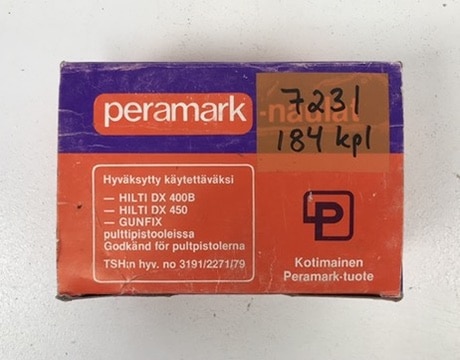 peramark -naulat
7231
184 kpl
Hyväksytty käytettäväksi
— HILTI DX 400B
— HILTI DX 450
— GUNFIX
pulttipistooleissa
Godkänd för pultpistolerna
TSH:n hyv. no 3191/2271/79
P
Kotimainen
Peramark-tuote